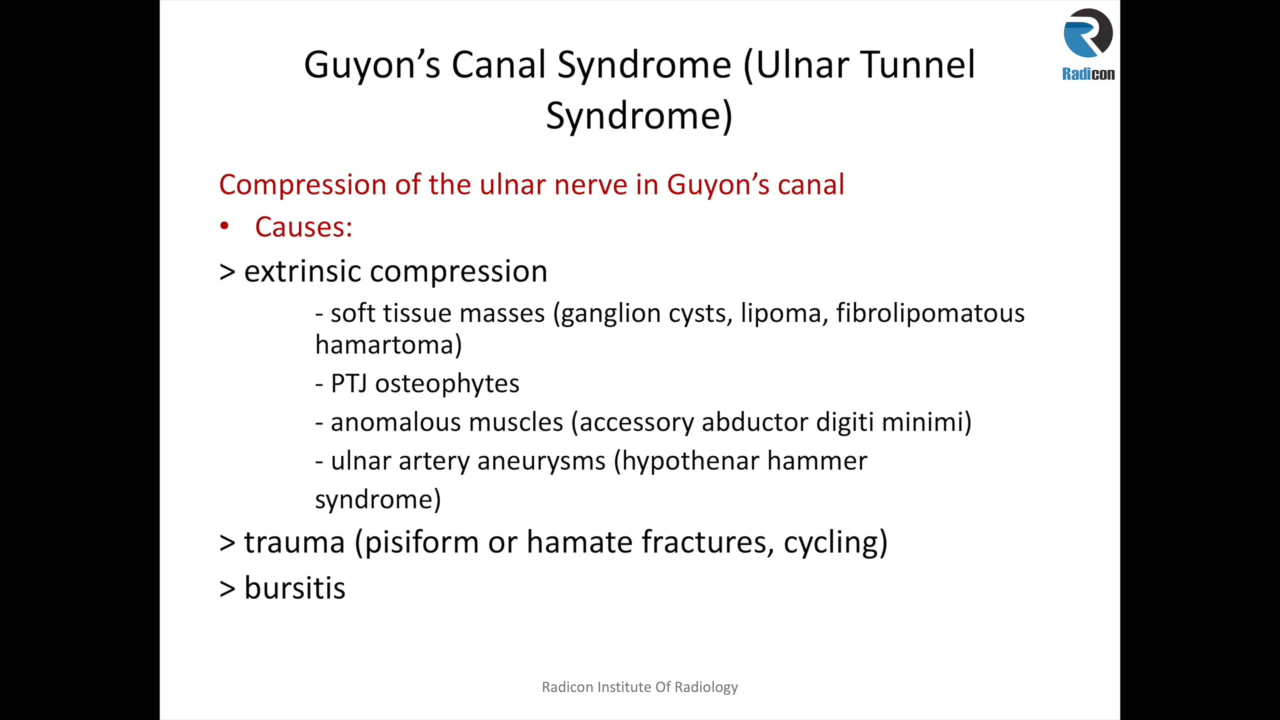 Radicon
Guyon’s Canal Syndrome (Ulnar Tunnel
Syndrome)
Compression of the ulnar nerve in Guyon’s canal
• Causes:
> extrinsic compression
- soft tissue masses (ganglion cysts, lipoma, fibrolipomatous
hamartoma)
- PTJ osteophytes
- anomalous muscles (accessory abductor digiti minimi)
- ulnar artery aneurysms (hypothenar hammer
syndrome)
> trauma (pisiform or hamate fractures, cycling)
> bursitis
Radicon Institute Of Radiology